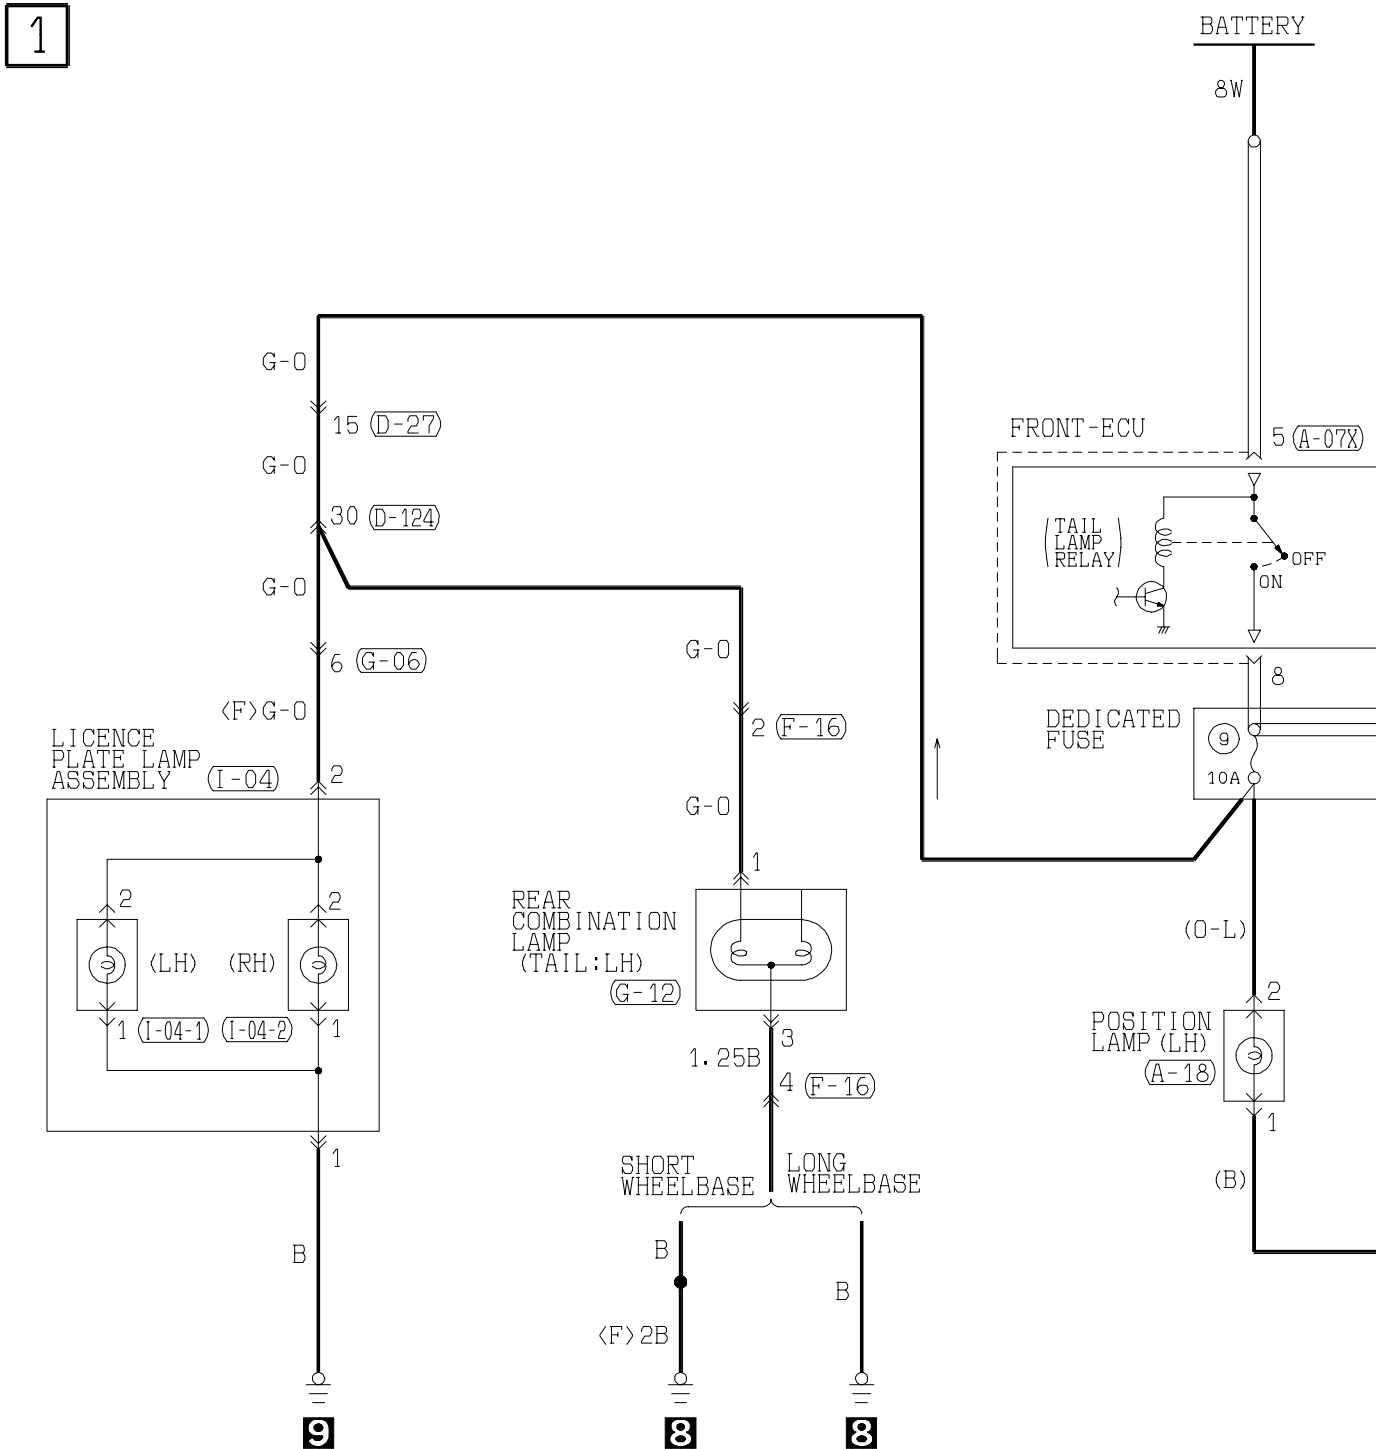 1
BATTERY
8W
G-O
15 (D-27)
FRONT-ECU
5 (A-07X)
G-O
30 (D-124)
(TAIL
LAMP
RELAY)
OFF
ON
G-O
6 (G-06)
G-O
8
<F>G-O
2 (F-16)
DEDICATED
FUSE
9
10A
LICENCE
PLATE LAMP
ASSEMBLY
(I-04)
2
G-O
1
2
2
REAR
COMBINATION
LAMP
(TAIL:LH)
(G-12)
(O-L)
(LH)
(RH)
2
1 (I-04-1)
(I-04-2) 1
POSITION
LAMP(LH)
(A-18)
3
1.25B
4 (F-16)
1
1
SHORT
WHEELBASE
LONG
WHEELBASE
(B)
B
B
B
<F>2B
9
8
8